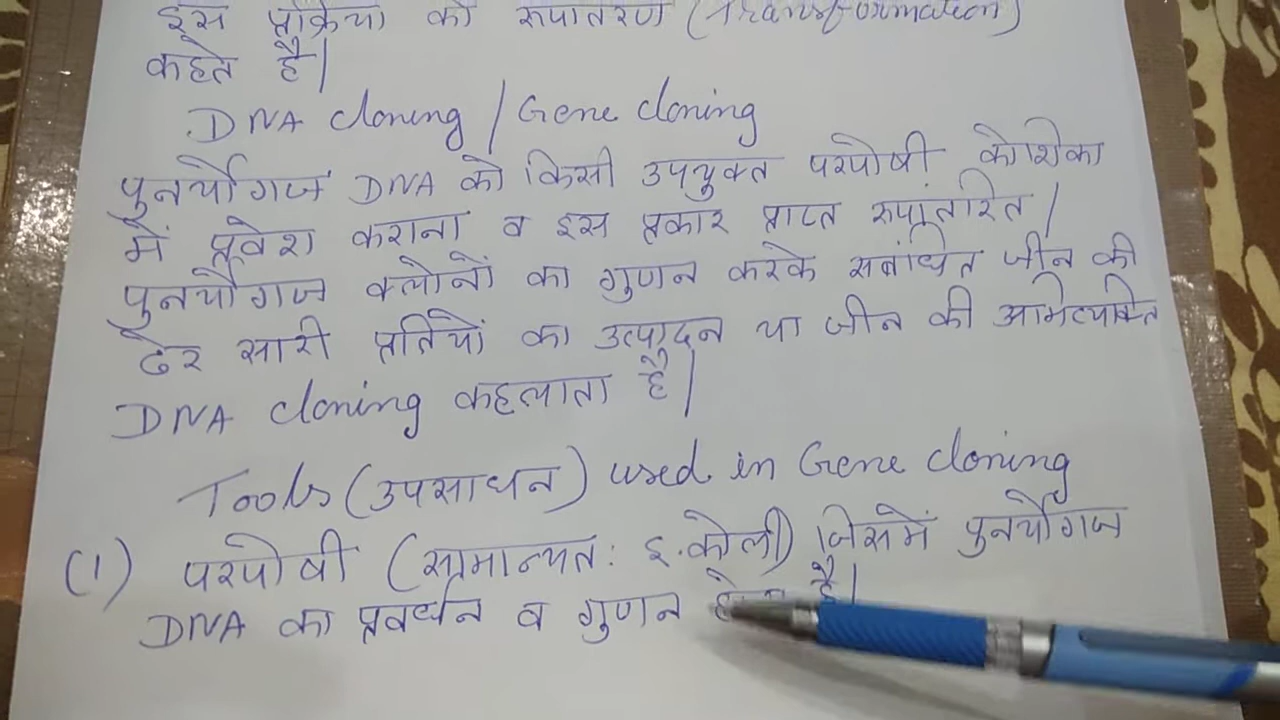 इस प्रक्रिया को रूपांतरण (Transformation)
कहते है|
DNA cloning / Gene cloning
पुनर्योगज DNA को किसी उपयुक्त परपोषी कोशिका
में प्रवेश कराना व इस प्रकार प्राप्त रूपांतरित /
पुनर्योगज क्लोनों का गुणन करके सबंधित जीन की
ढेर सारी प्रतियों का उत्पादन या जीन की अभिव्यक्ति
DNA cloning कहलाता है|
Tools (उपसाधन) used in Gene cloning
(1) परपोषी (सामान्यत: इ.कोली) जिसमें पुनर्योगज
DNA का प्रवर्धन व गुणन है|